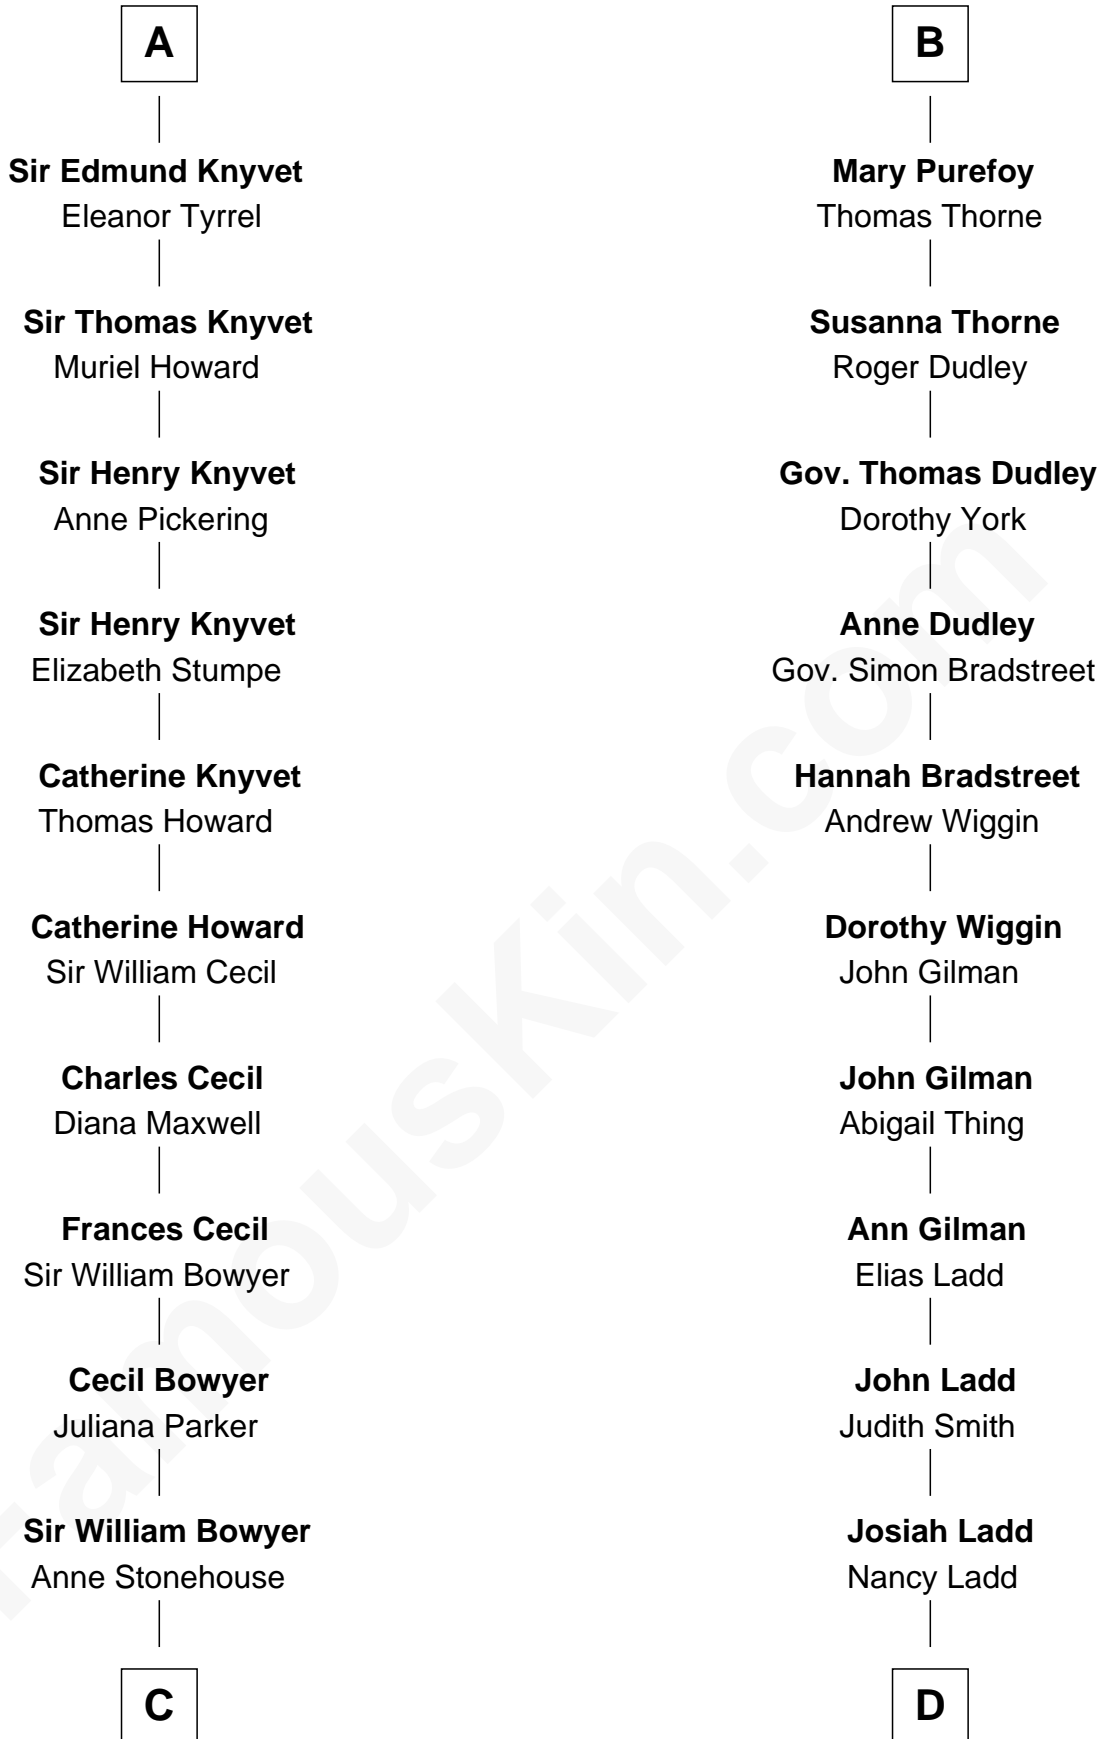 A
Sir Edmund Knyvet
Eleanor Tyrrel
Sir Thomas Knyvet
Muriel Howard
Sir Henry Knyvet
Anne Pickering
Sir Henry Knyvet
Elizabeth Stumpe
Catherine Knyvet
Thomas Howard
Catherine Howard
Sir William Cecil
Charles Cecil
Diana Maxwell
Frances Cecil
Sir William Bowyer
Cecil Bowyer
Juliana Parker
Sir William Bowyer
Anne Stonehouse
C
B
Mary Purefoy
Thomas Thorne
Susanna Thorne
Roger Dudley
Gov. Thomas Dudley
Dorothy York
Anne Dudley
Gov. Simon Bradstreet
Hannah Bradstreet
Andrew Wiggin
Dorothy Wiggin
John Gilman
John Gilman
Abigail Thing
Ann Gilman
Elias Ladd
John Ladd
Judith Smith
Josiah Ladd
Nancy Ladd
D
FamousKin.com